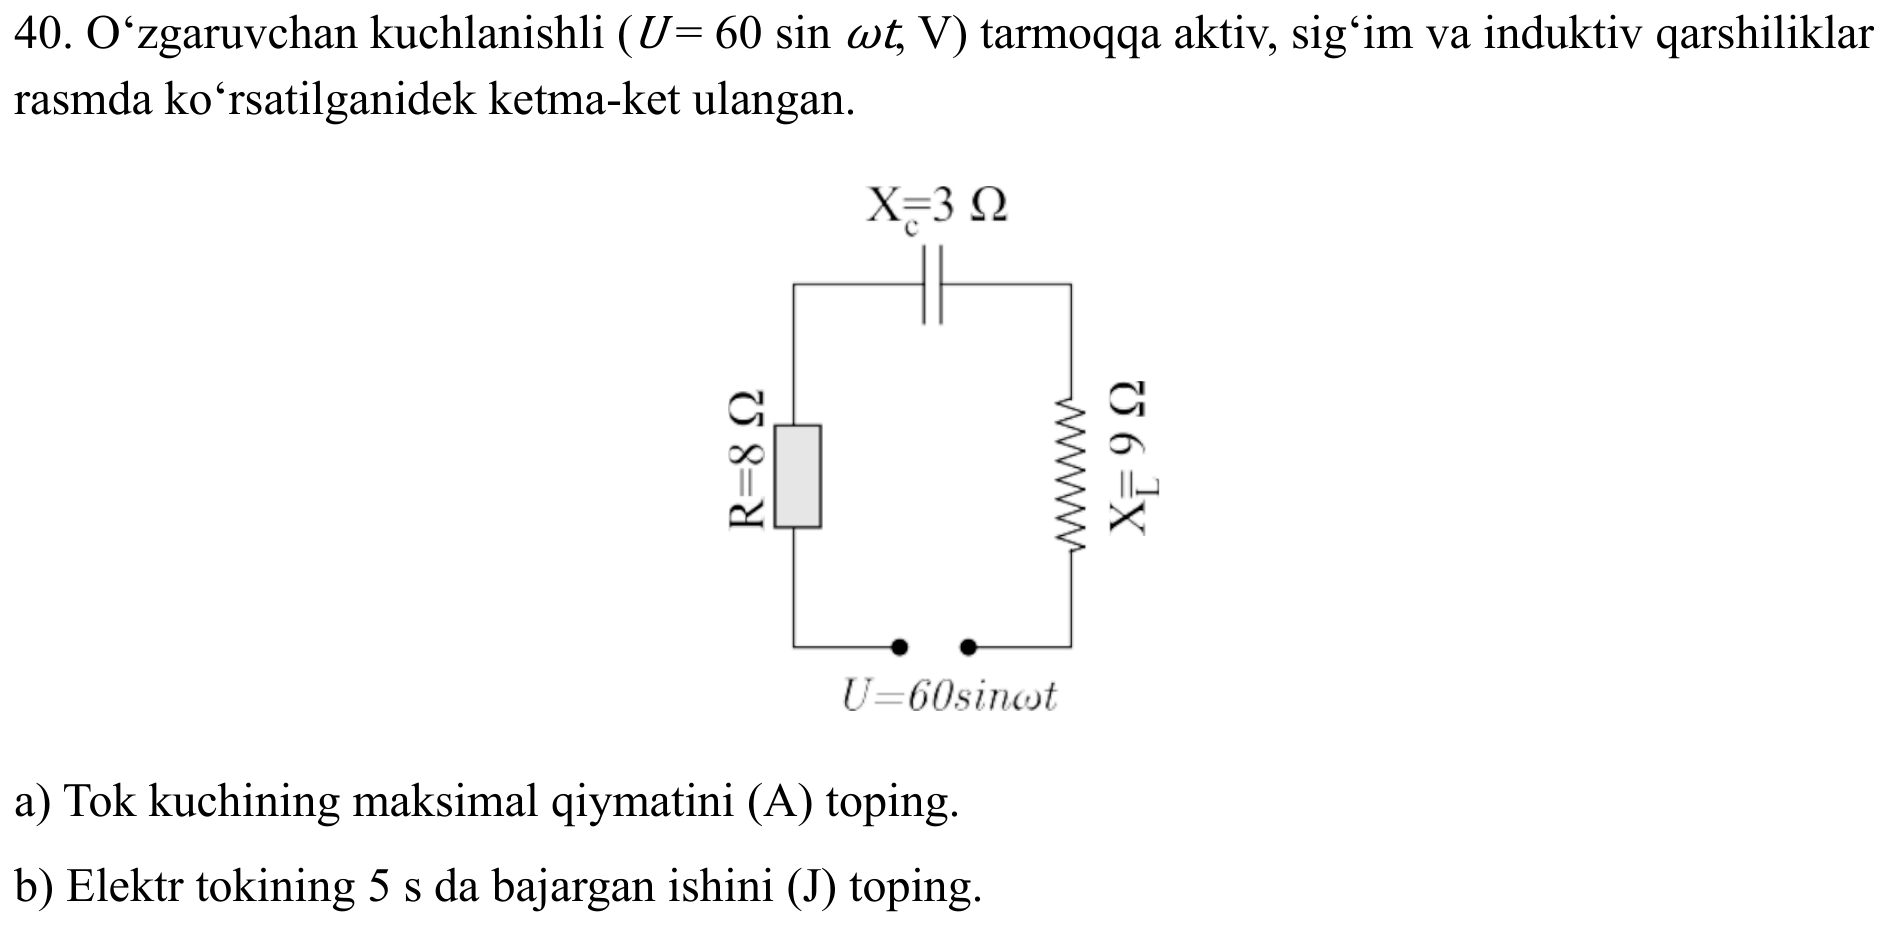 40. O‘zgaruvchan kuchlanishli (U= 60 sin ωt, V) tarmoqqa aktiv, sig‘im va induktiv qarshiliklar
rasmda ko‘rsatilganidek ketma-ket ulangan.
X_c=3 Ω
R=8 Ω
X_L= 9 Ω
U=60sinωt
a) Tok kuchining maksimal qiymatini (A) toping.
b) Elektr tokining 5 s da bajargan ishini (J) toping.